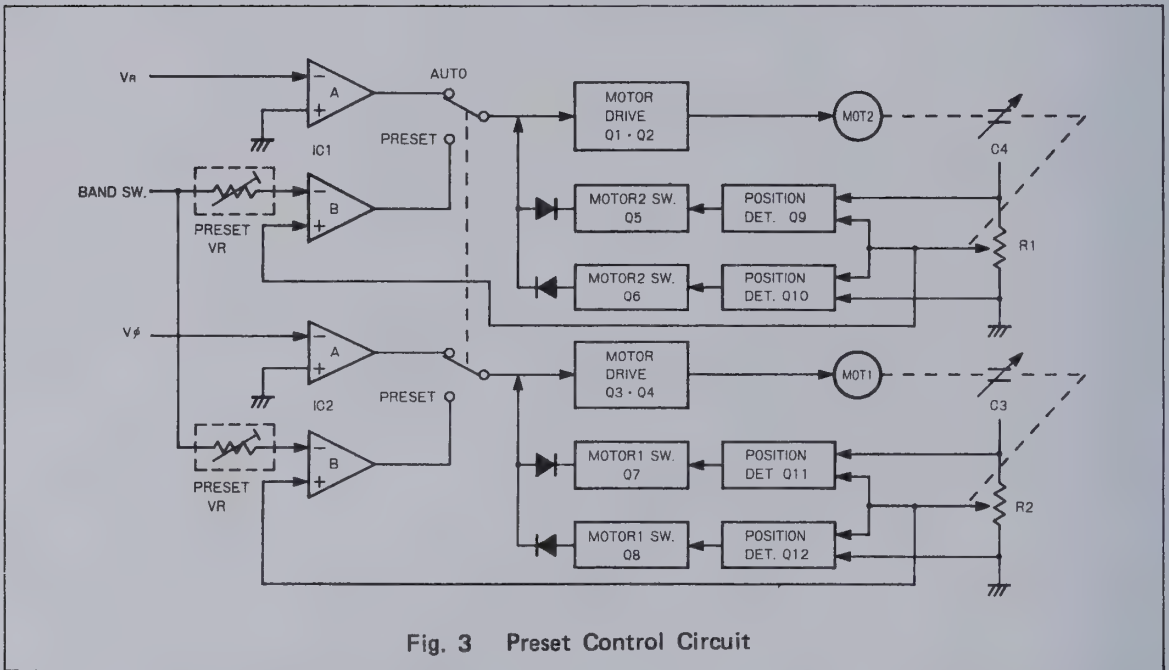 VR
A
−
+
IC1
AUTO
PRESET
MOTOR
DRIVE
Q1 · Q2
MOT2
C4
BAND SW.
PRESET
VR
B
−
+
MOTOR2 SW.
Q5
POSITION
DET. Q9
R1
MOTOR2 SW.
Q6
POSITION
DET. Q10
Vφ
A
−
+
IC2
PRESET
MOTOR
DRIVE
Q3 · Q4
MOT1
C3
PRESET
VR
B
−
+
MOTOR1 SW.
Q7
POSITION
DET Q11
R2
MOTOR1 SW.
Q8
POSITION
DET. Q12
Fig. 3 Preset Control Circuit